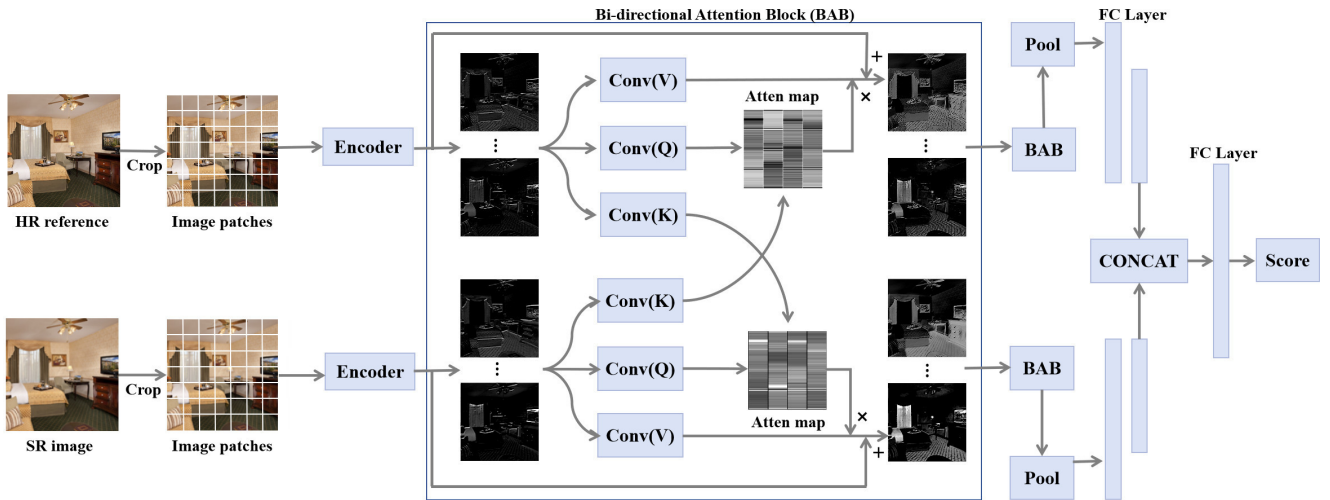 Bi-directional Attention Block (BAB)
FC Layer
Pool
+
Conv(V)
Atten map
×
Crop
Encoder
⋮
Conv(Q)
⋮
BAB
FC Layer
Conv(K)
HR reference
Image patches
CONCAT
Score
Conv(K)
Crop
Encoder
⋮
Conv(Q)
⋮
BAB
Atten map
×
Conv(V)
+
SR image
Image patches
Pool